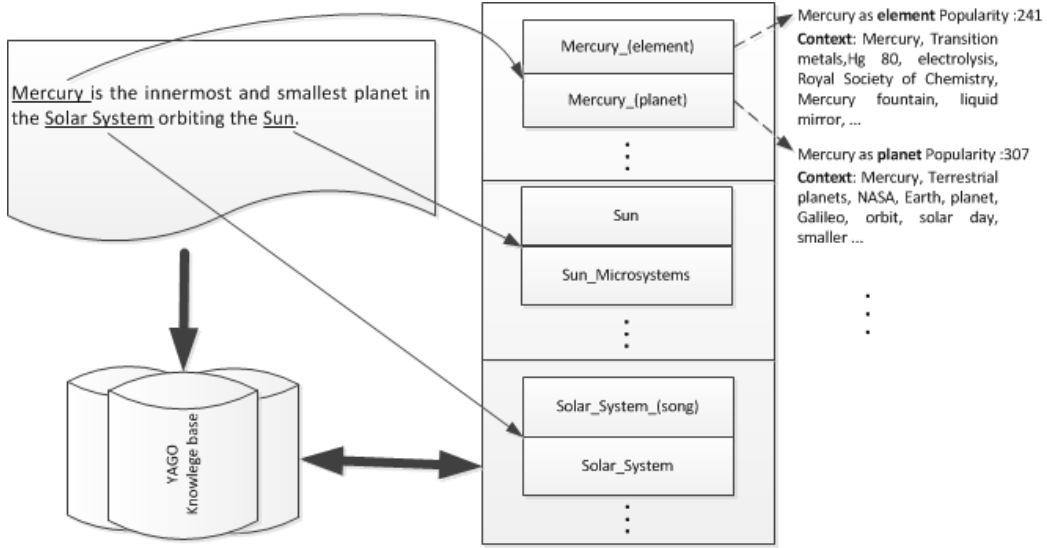 Mercury is the innermost and smallest planet in
the Solar System orbiting the Sun.
YAGO
Knowlege base
Mercury_(element)
Mercury_(planet)
Sun
Sun_Microsystems
Solar_System_(song)
Solar_System
Mercury as element Popularity :241
Context: Mercury, Transition
metals,Hg 80, electrolysis,
Royal Society of Chemistry,
Mercury fountain, liquid
mirror, ...
Mercury as planet Popularity :307
Context: Mercury, Terrestrial
planets, NASA, Earth, planet,
Galileo, orbit, solar day,
smaller ...